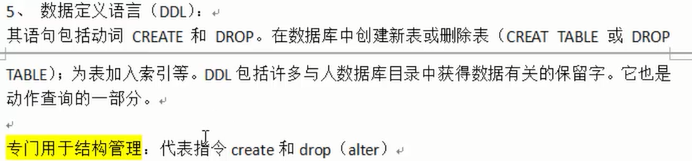 5、 数据定义语言（DDL）：
其语句包括动词 CREATE 和 DROP。在数据库中创建新表或删除表（CREAT TABLE 或 DROP
TABLE）；为表加入索引等。DDL 包括许多与人数据库目录中获得数据有关的保留字。它也是
动作查询的一部分。
专门用于结构管理：代表指令 create 和 drop（alter）